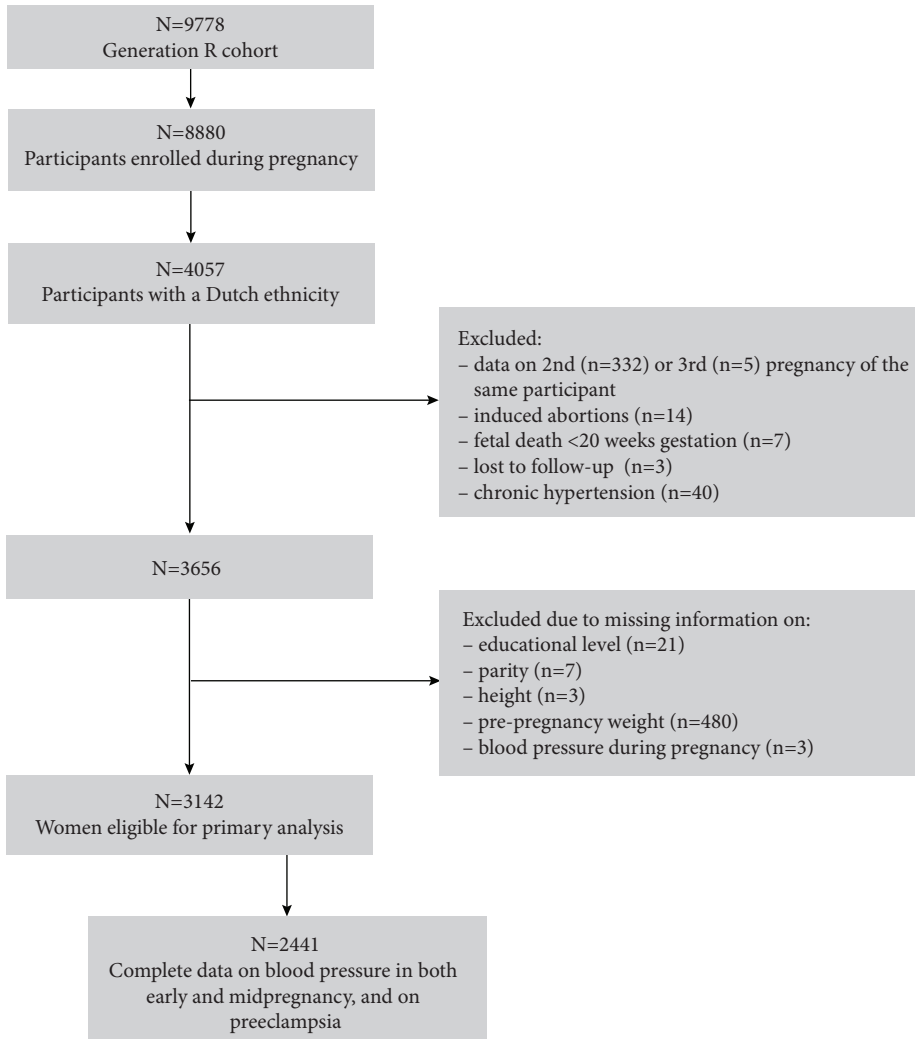 N=9778
Generation R cohort
N=8880
Participants enrolled during pregnancy
N=4057
Participants with a Dutch ethnicity
Excluded:
– data on 2nd (n=332) or 3rd (n=5) pregnancy of the
same participant
– induced abortions (n=14)
– fetal death <20 weeks gestation (n=7)
– lost to follow-up (n=3)
– chronic hypertension (n=40)
N=3656
Excluded due to missing information on:
– educational level (n=21)
– parity (n=7)
– height (n=3)
– pre-pregnancy weight (n=480)
– blood pressure during pregnancy (n=3)
N=3142
Women eligible for primary analysis
N=2441
Complete data on blood pressure in both
early and midpregnancy, and on
preeclampsia